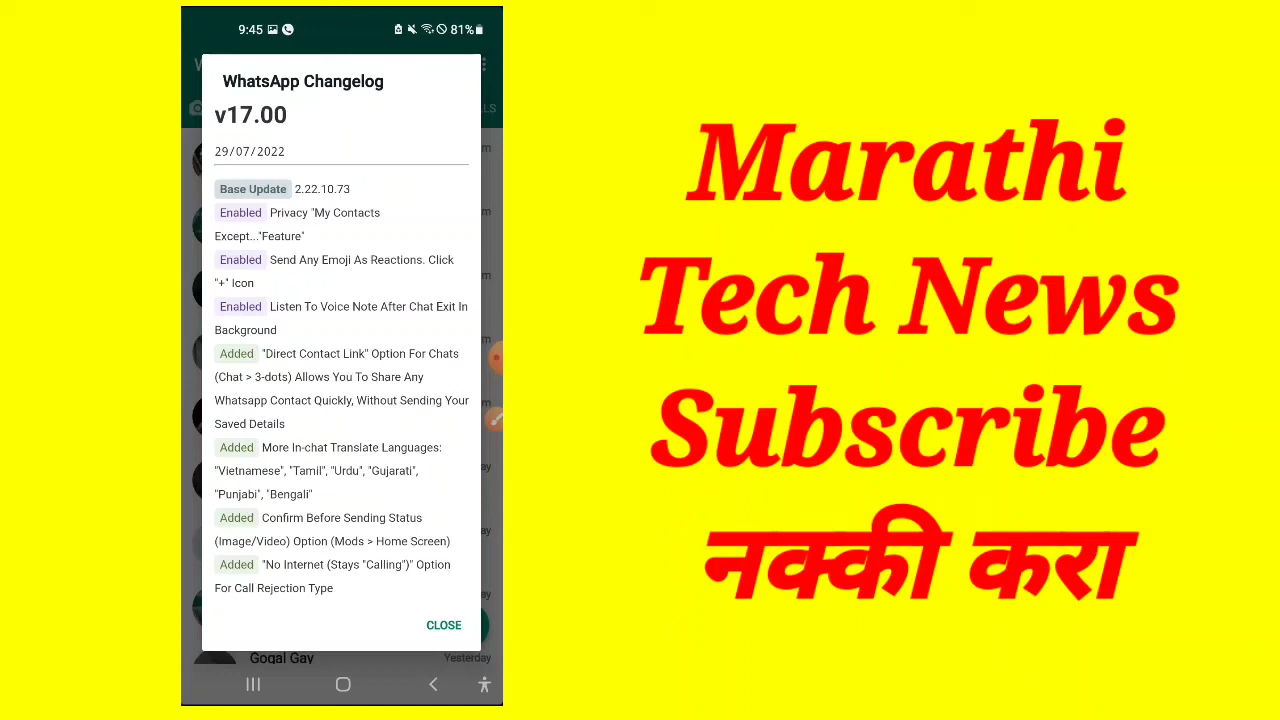 9:45
81%
WhatsApp Changelog
v17.00
29/07/2022
Base Update 2.22.10.73
Enabled Privacy "My Contacts
Except..."Feature"
Enabled Send Any Emoji As Reactions. Click
"+" Icon
Enabled Listen To Voice Note After Chat Exit In
Background
Added "Direct Contact Link" Option For Chats
(Chat > 3-dots) Allows You To Share Any
Whatsapp Contact Quickly, Without Sending Your
Saved Details
Added More In-chat Translate Languages:
"Vietnamese", "Tamil", "Urdu", "Gujarati",
"Punjabi", "Bengali"
Added Confirm Before Sending Status
(Image/Video) Option (Mods > Home Screen)
Added "No Internet (Stays "Calling")" Option
For Call Rejection Type
CLOSE
Gogal Gay
Yesterday
Marathi
Tech News
Subscribe
नक्की करा